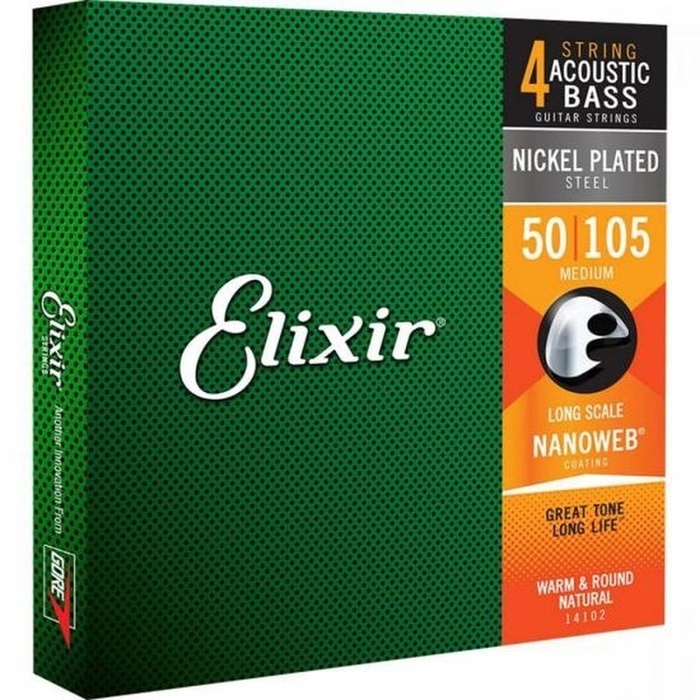 4 STRING
ACOUSTIC
BASS
GUITAR STRINGS
NICKEL PLATED
STEEL
50|105
MEDIUM
LONG SCALE
NANOWEB®
COATING
GREAT TONE
LONG LIFE™
WARM & ROUND
NATURAL
14102
Elixir®
Elixir
STRINGS
Another Innovation From
GORE